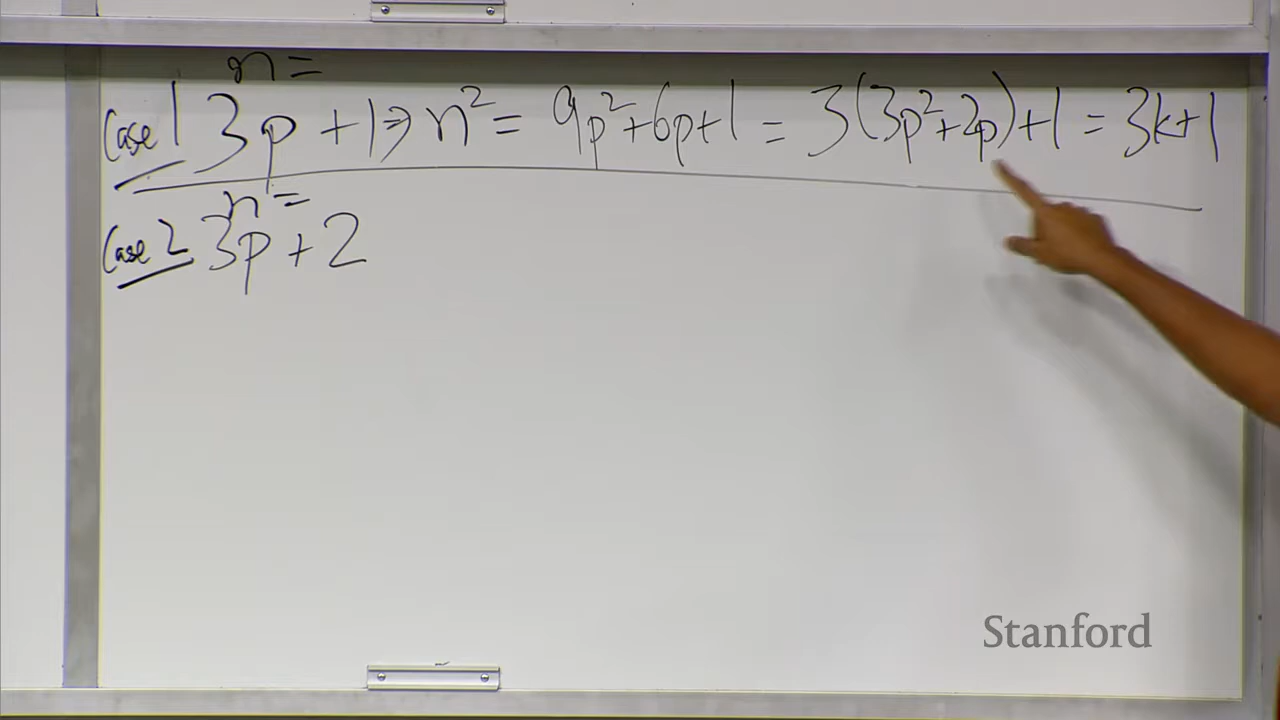 n =
Case 1 3p + 1 ⇒ n² = 9p² + 6p + 1 = 3(3p² + 2p) + 1 = 3k + 1
n =
Case 2 3p + 2
Stanford